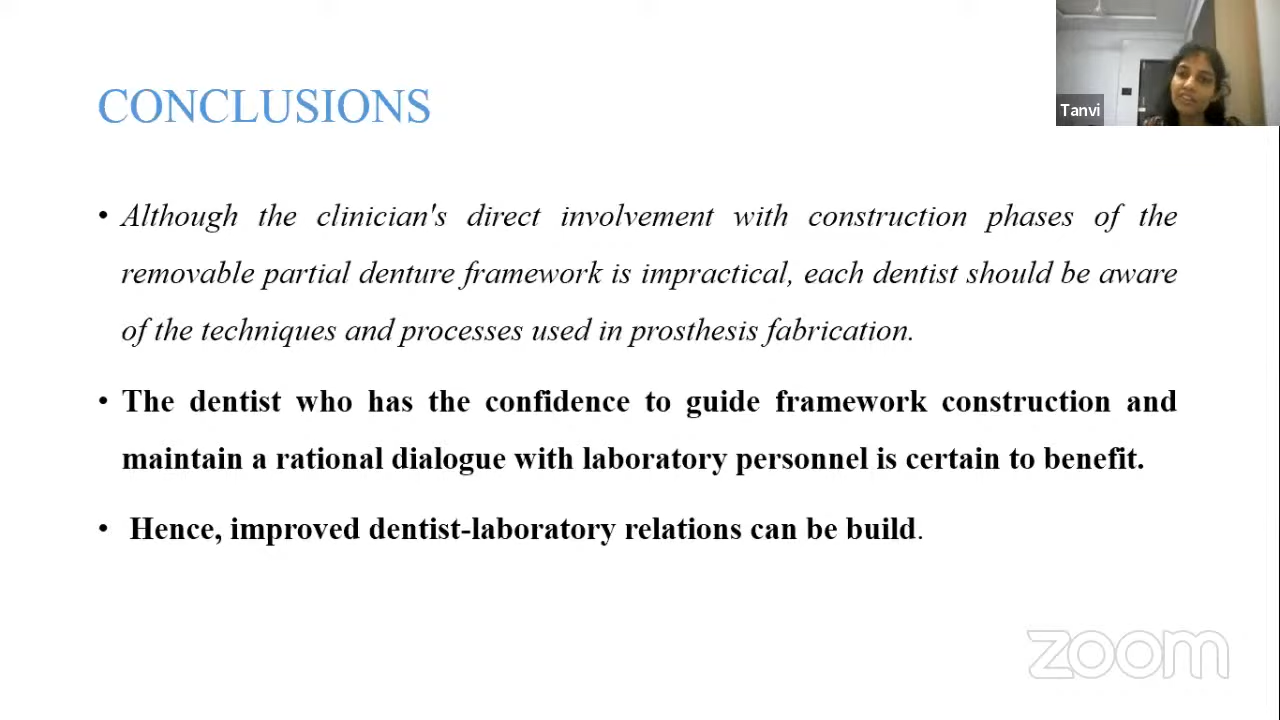 Tanvi
CONCLUSIONS
• Although the clinician's direct involvement with construction phases of the
removable partial denture framework is impractical, each dentist should be aware
of the techniques and processes used in prosthesis fabrication.
• The dentist who has the confidence to guide framework construction and
maintain a rational dialogue with laboratory personnel is certain to benefit.
• Hence, improved dentist-laboratory relations can be build.
zoom